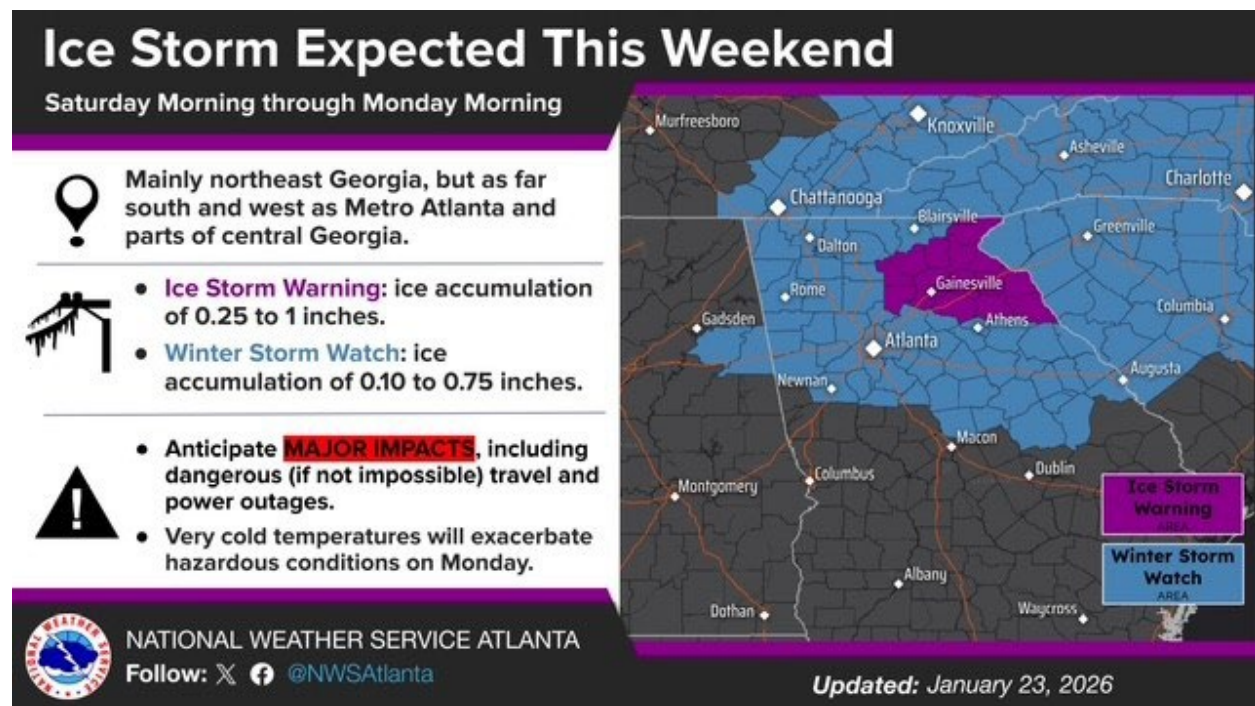 Ice Storm Expected This Weekend
Saturday Morning through Monday Morning
Mainly northeast Georgia, but as far
south and west as Metro Atlanta and
parts of central Georgia.
• Ice Storm Warning: ice accumulation
of 0.25 to 1 inches.
• Winter Storm Watch: ice
accumulation of 0.10 to 0.75 inches.
• Anticipate MAJOR IMPACTS, including
dangerous (if not impossible) travel and
power outages.
• Very cold temperatures will exacerbate
hazardous conditions on Monday.
Murfreesboro
Knoxville
Asheville
Charlotte
Chattanooga
Blairsville
Greenville
Dalton
Gainesville
Rome
Columbia
Gadsden
Athens
Atlanta
Augusta
Newnan
Macon
Dublin
Columbus
Montgomery
Albany
Dothan
Waycross
Ice Storm
Warning
AREA
Winter Storm
Watch
AREA
NATIONAL WEATHER SERVICE
NATIONAL WEATHER SERVICE ATLANTA
Follow: @NWSAtlanta
Updated: January 23, 2026